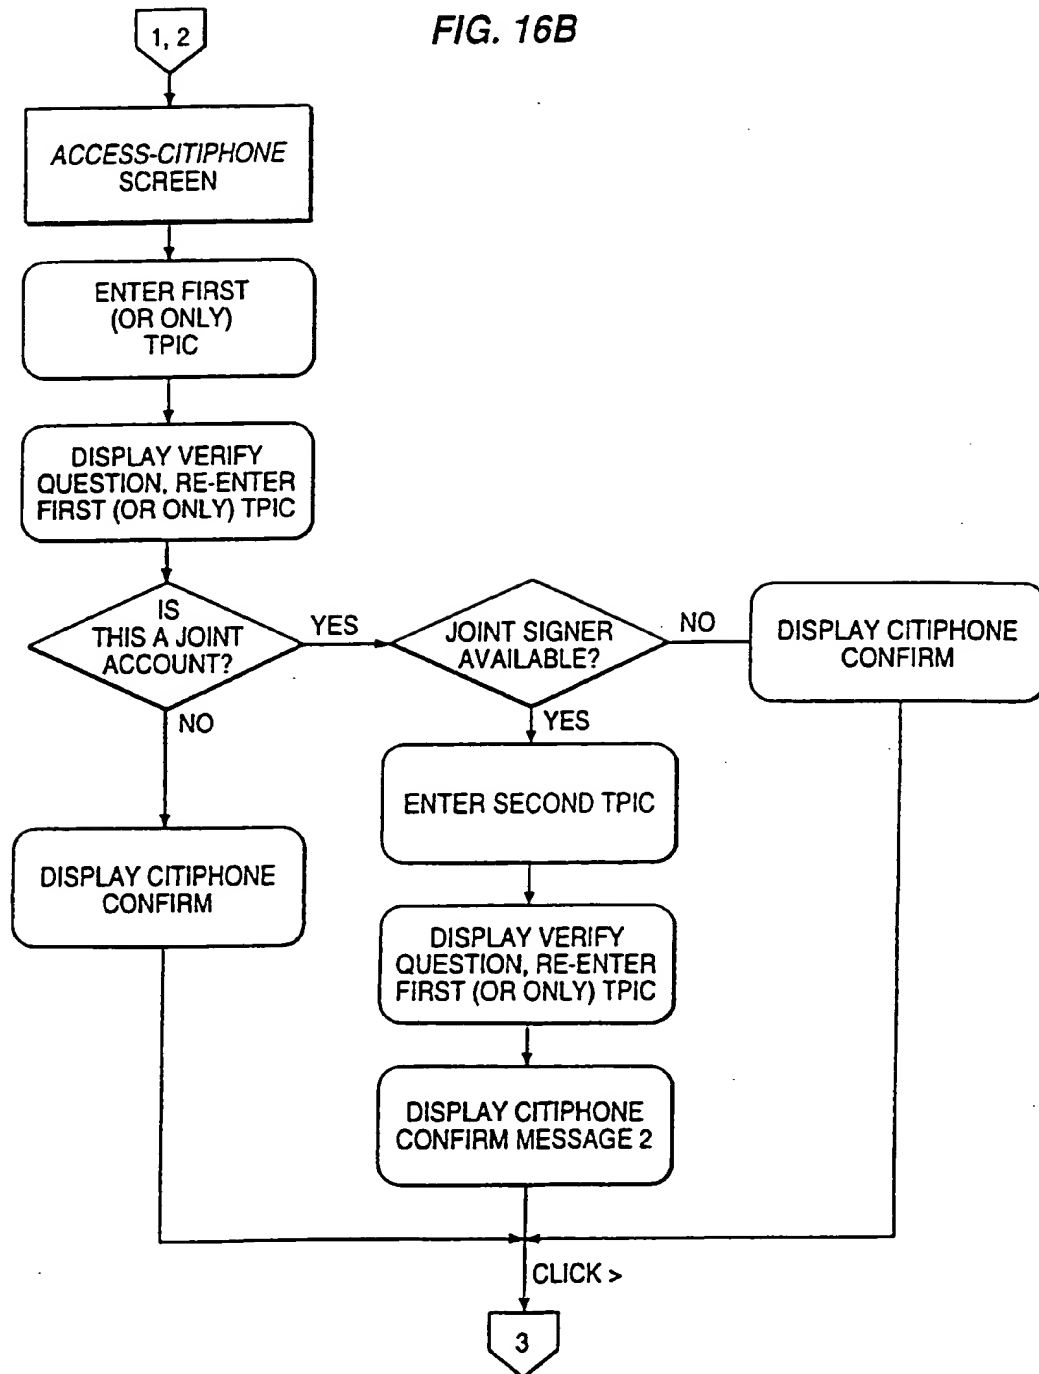 FIG. 16B
1, 2
ACCESS-CITIPHONE
SCREEN
ENTER FIRST
(OR ONLY)
TPIC
DISPLAY VERIFY
QUESTION, RE-ENTER
FIRST (OR ONLY) TPIC
IS
THIS A JOINT
ACCOUNT?
YES
JOINT SIGNER
AVAILABLE?
NO
DISPLAY CITIPHONE
CONFIRM
NO
YES
ENTER SECOND TPIC
DISPLAY CITIPHONE
CONFIRM
DISPLAY VERIFY
QUESTION, RE-ENTER
FIRST (OR ONLY) TPIC
DISPLAY CITIPHONE
CONFIRM MESSAGE 2
CLICK >
3